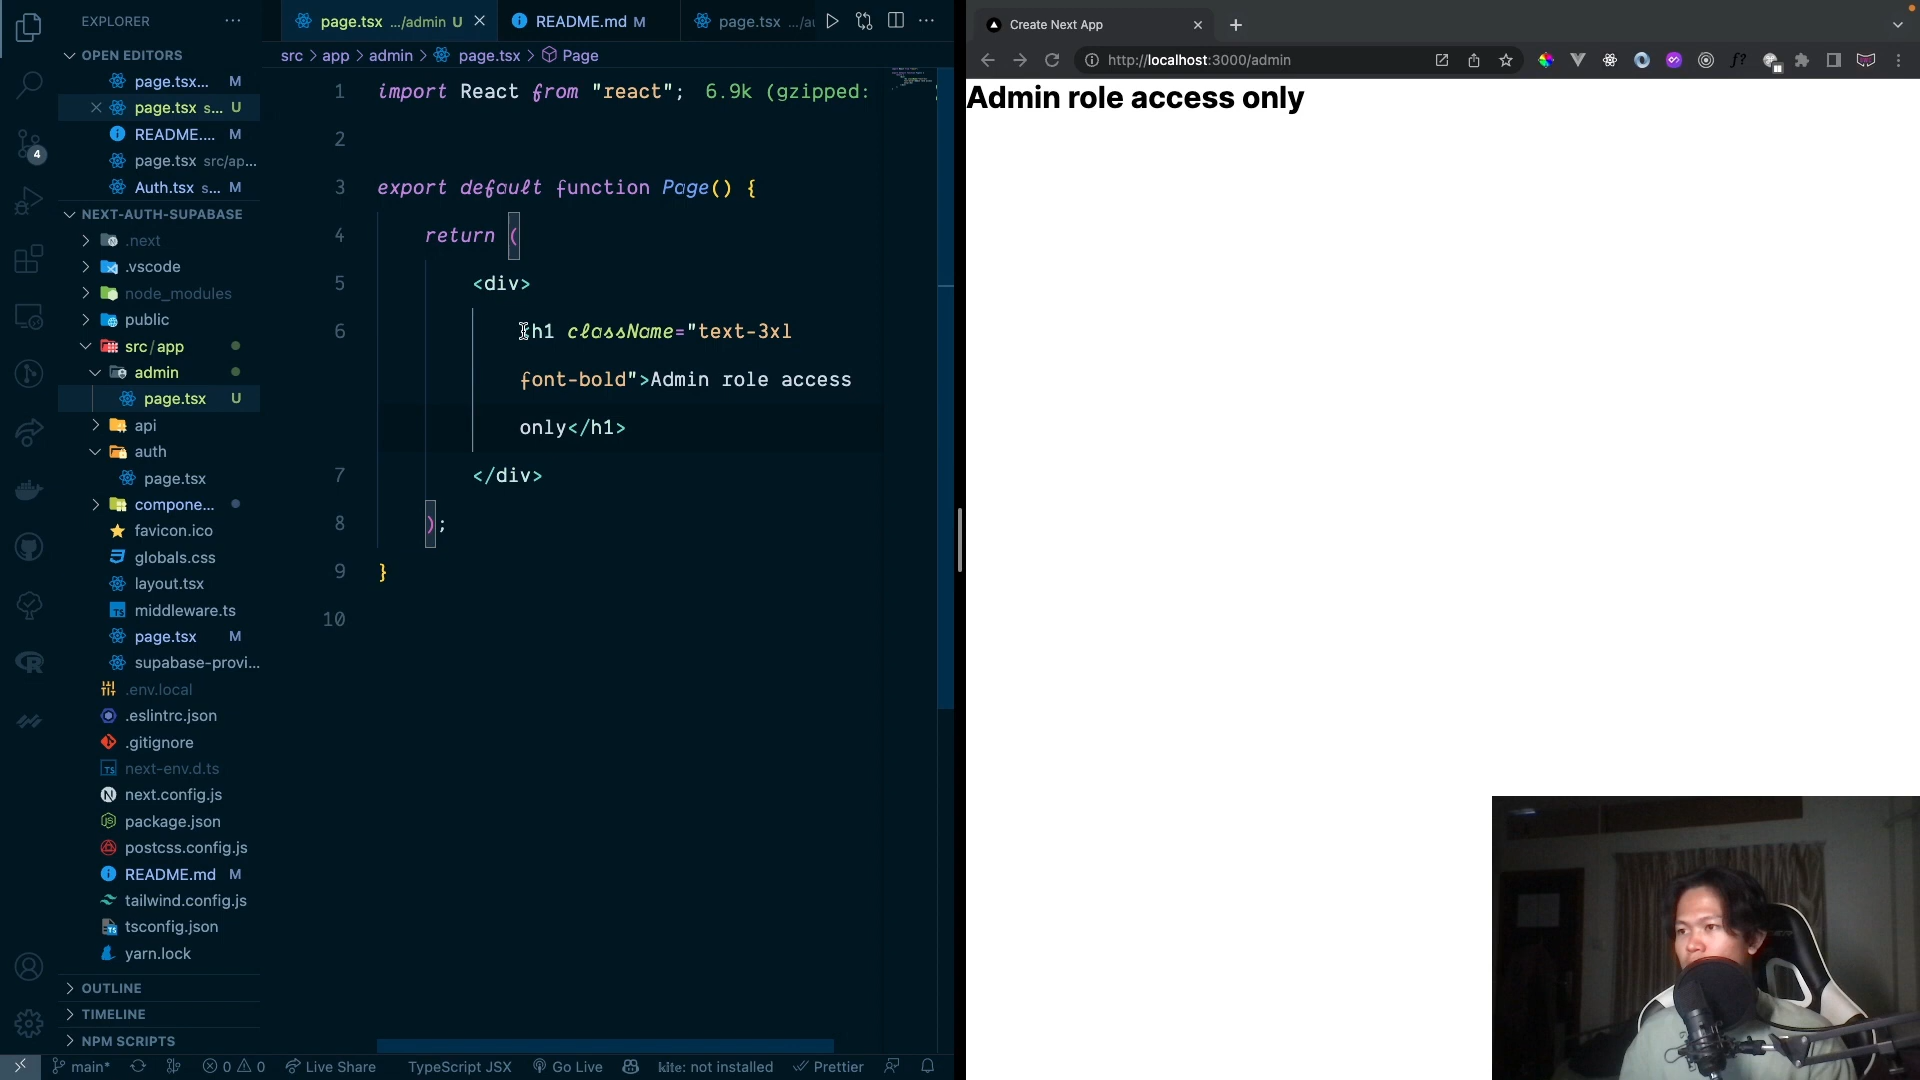 EXPLORER
OPEN EDITORS
page.tsx... M
page.tsx s... U
README.... M
page.tsx src/ap...
Auth.tsx s... M
NEXT-AUTH-SUPABASE
.next
.vscode
node_modules
public
src/app
admin
page.tsx U
api
auth
page.tsx
compone...
favicon.ico
globals.css
layout.tsx
middleware.ts
page.tsx M
supabase-provi...
.env.local
.eslintrc.json
.gitignore
next-env.d.ts
next.config.js
package.json
postcss.config.js
README.md M
tailwind.config.js
tsconfig.json
yarn.lock
OUTLINE
TIMELINE
NPM SCRIPTS
4
page.tsx .../admin U
README.md M
page.tsx .../au
src > app > admin > page.tsx > Page
1 import React from "react"; 6.9k (gzipped:
2
3 export default function Page() {
4 return (
5 <div>
6 <h1 className="text-3xl
font-bold">Admin role access
only</h1>
7 </div>
8 );
9 }
10
main*
0 0
Live Share
TypeScript JSX
Go Live
kite: not installed
Prettier
Create Next App
http://localhost:3000/admin
f?
Admin role access only